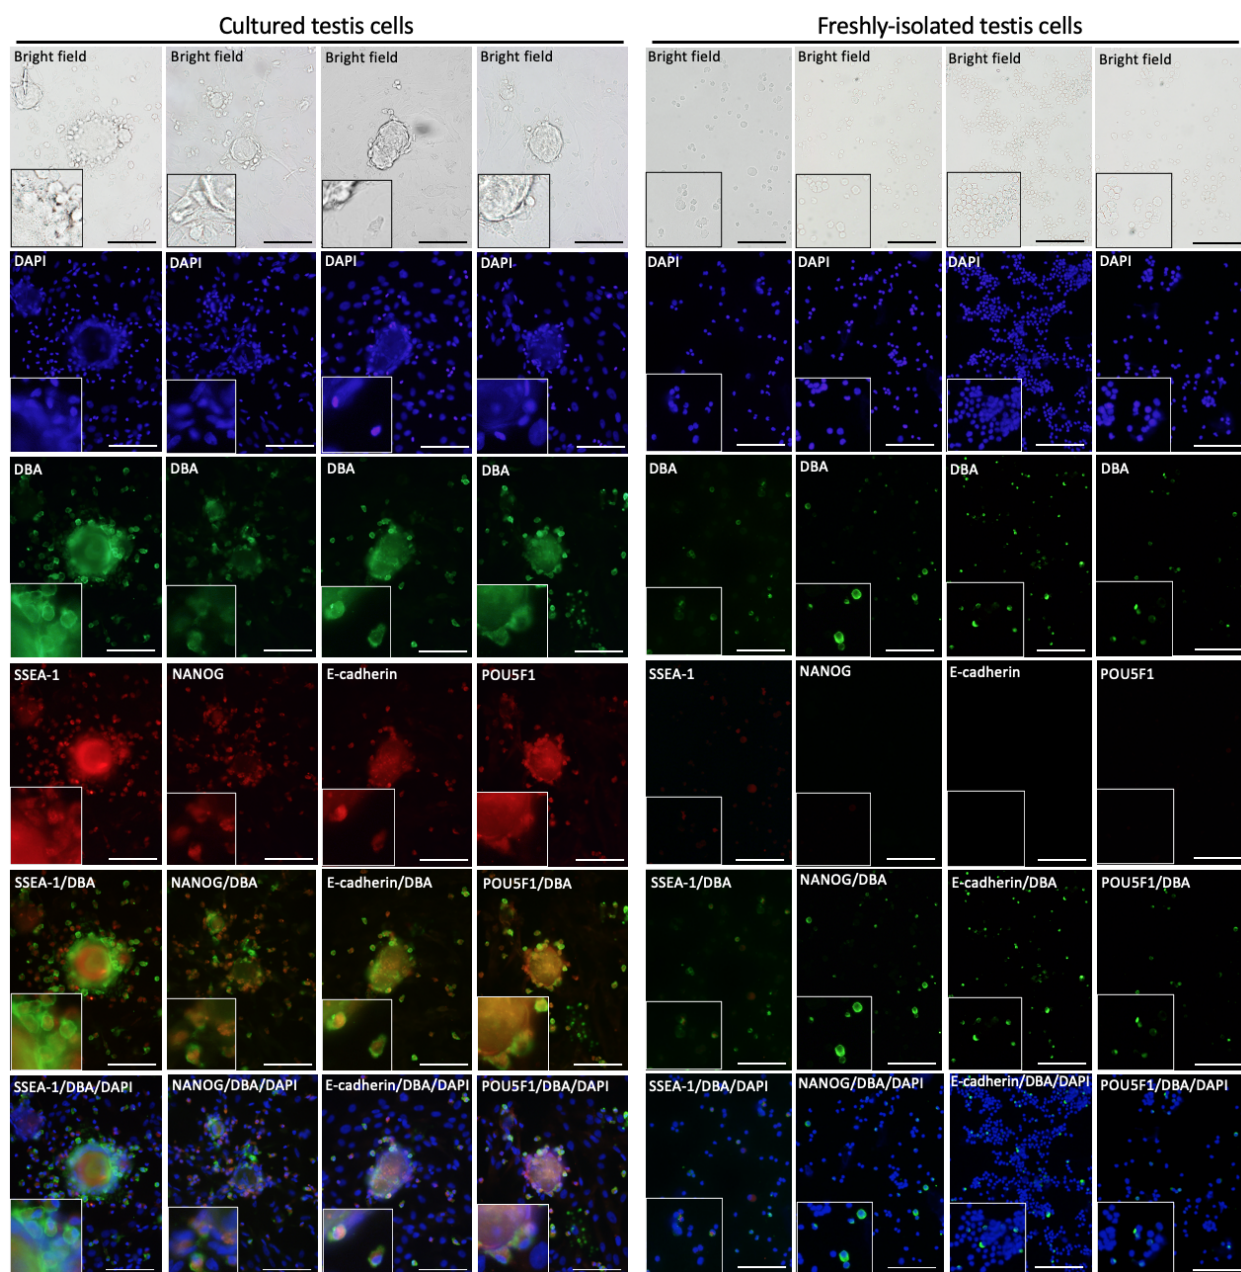 Cultured testis cells Freshly-isolated testis cells
Bright field Bright field Bright field Bright field Bright field Bright field Bright field Bright field
DAPI DAPI DAPI DAPI DAPI DAPI DAPI DAPI
DBA DBA DBA DBA DBA DBA DBA DBA
SSEA-1 NANOG E-cadherin POU5F1 SSEA-1 NANOG E-cadherin POU5F1
SSEA-1/DBA NANOG/DBA E-cadherin/DBA POU5F1/DBA SSEA-1/DBA NANOG/DBA E-cadherin/DBA POU5F1/DBA
SSEA-1/DBA/DAPI NANOG/DBA/DAPI E-cadherin/DBA/DAPI POU5F1/DBA/DAPI SSEA-1/DBA/DAPI NANOG/DBA/DAPI E-cadherin/DBA/DAPI POU5F1/DBA/DAPI